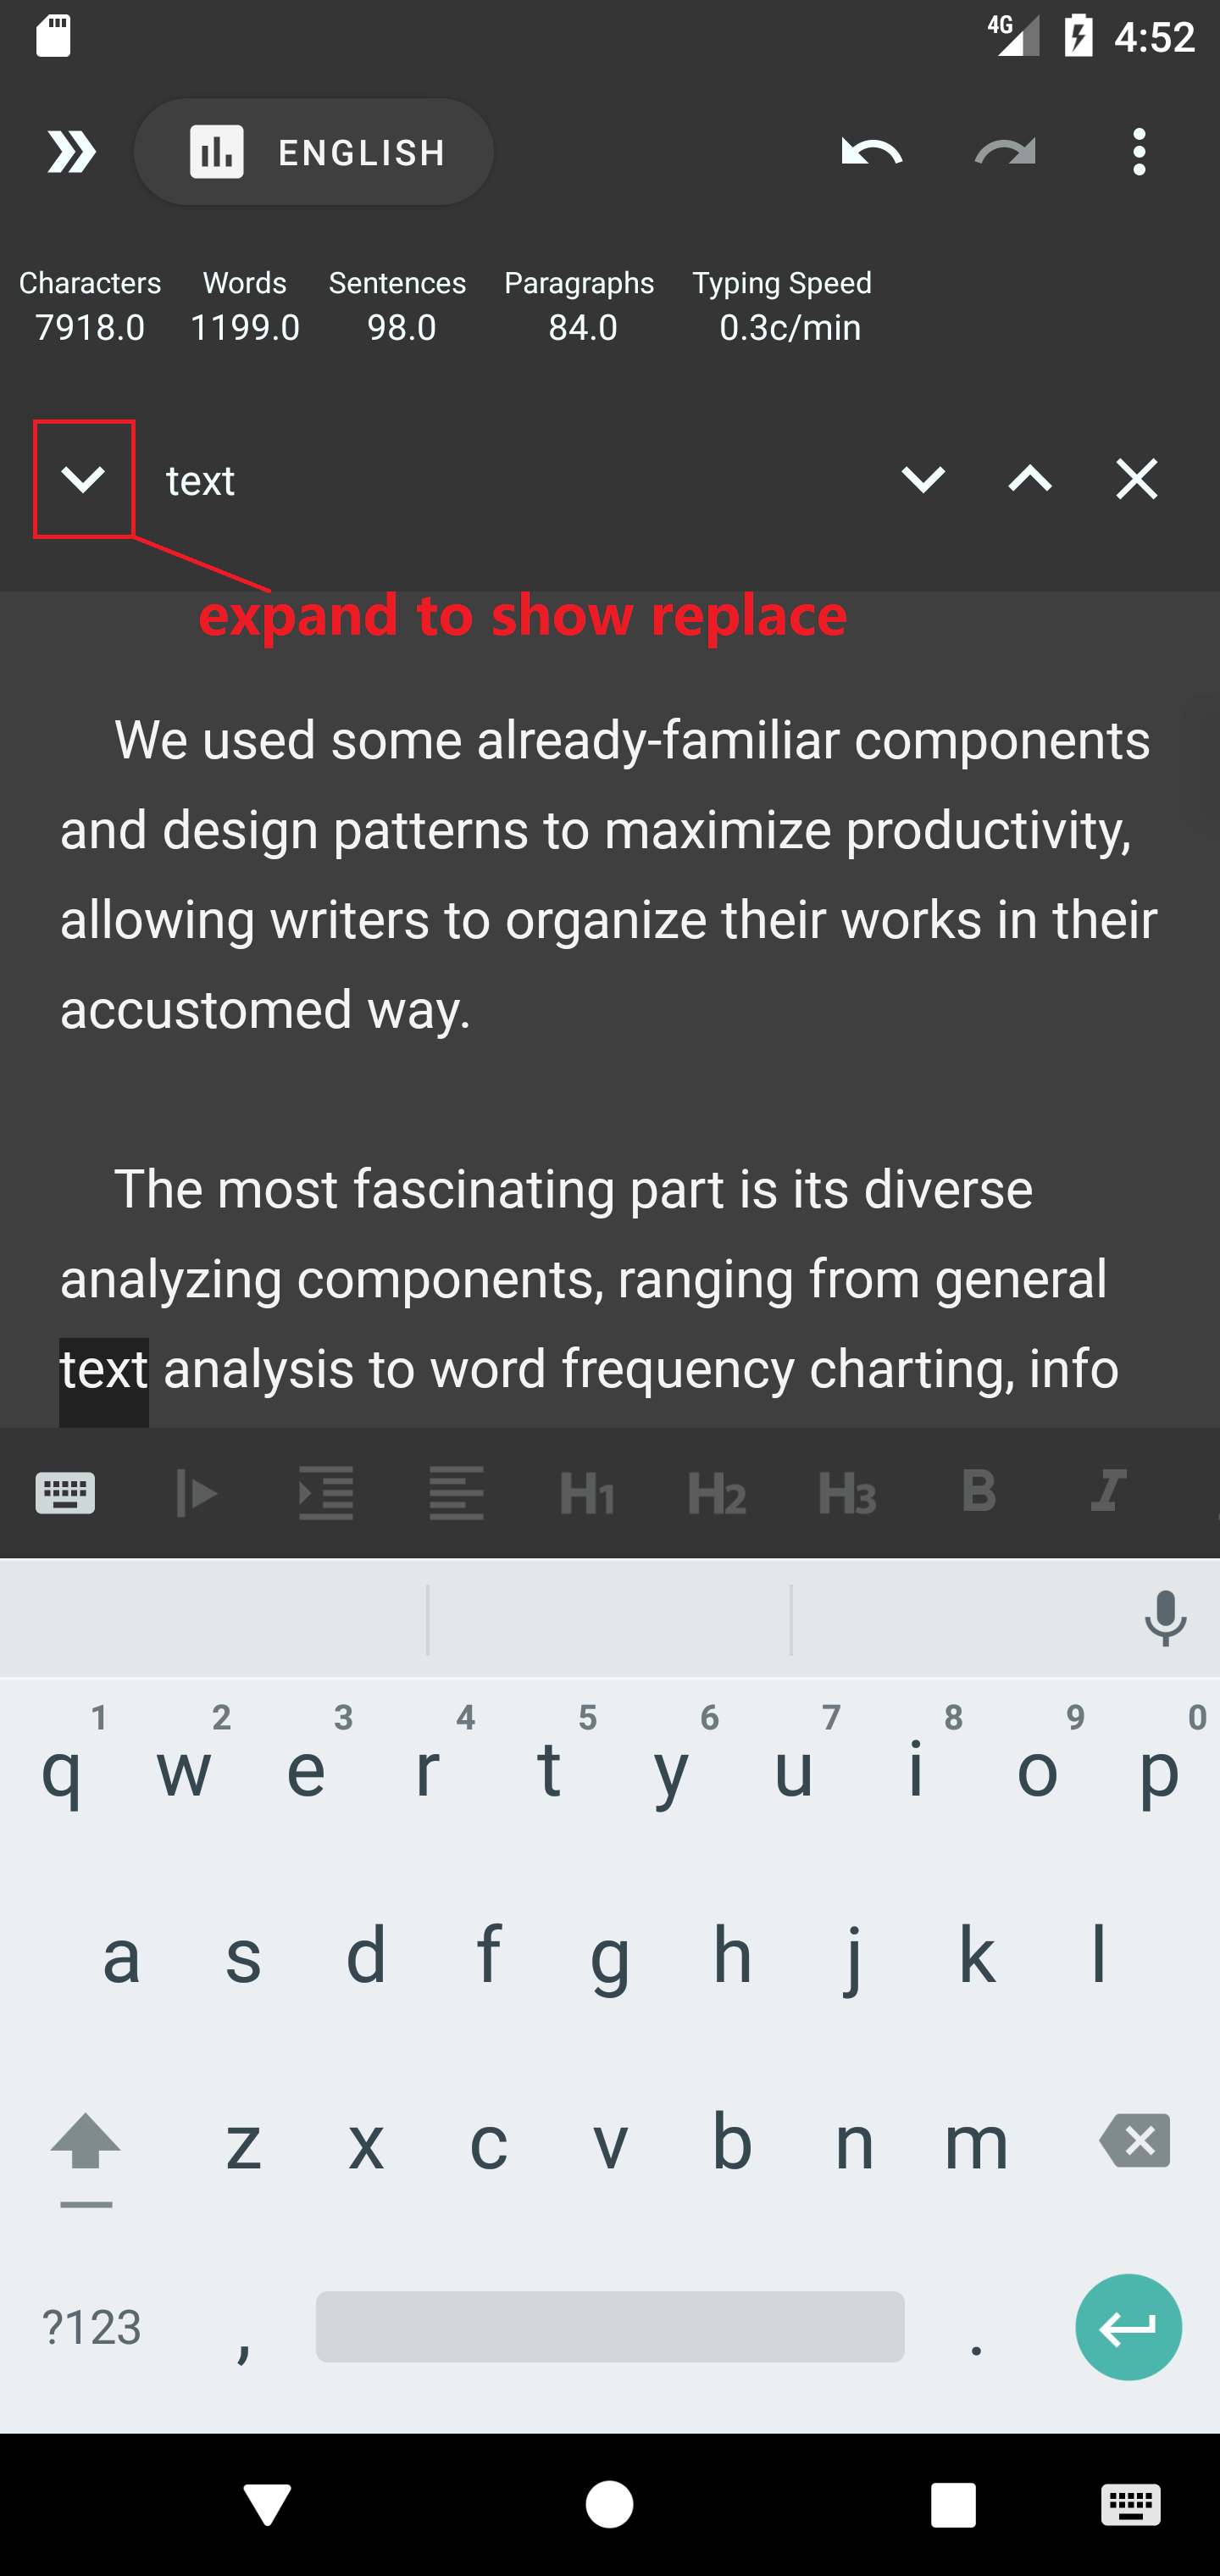 4G 4:52
ENGLISH
Characters Words Sentences Paragraphs Typing Speed
7918.0 1199.0 98.0 84.0 0.3c/min
text
expand to show replace
We used some already-familiar components
and design patterns to maximize productivity,
allowing writers to organize their works in their
accustomed way.
The most fascinating part is its diverse
analyzing components, ranging from general
text analysis to word frequency charting, info
H1 H2 H3 B I
1 2 3 4 5 6 7 8 9 0
q w e r t y u i o p
a s d f g h j k l
z x c v b n m
?123 , .